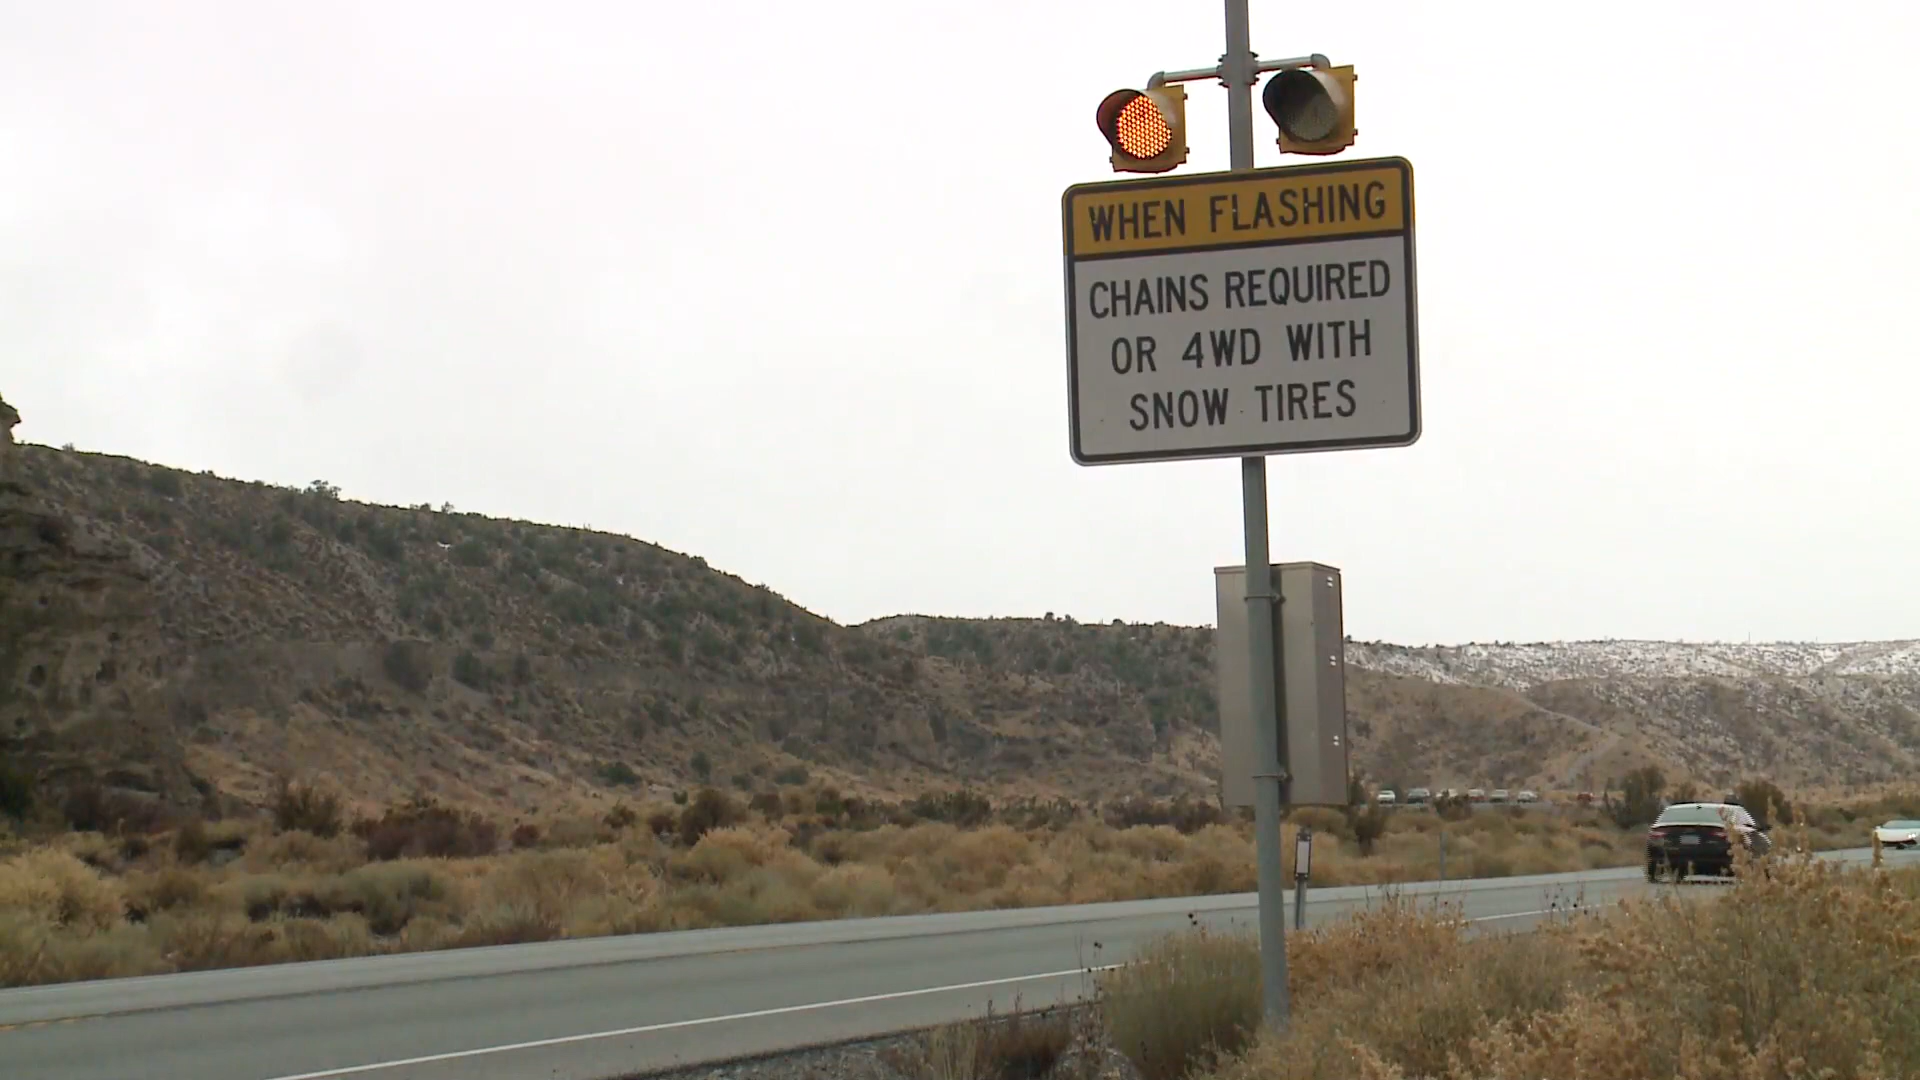 WHEN FLASHING
CHAINS REQUIRED
OR 4WD WITH
SNOW TIRES